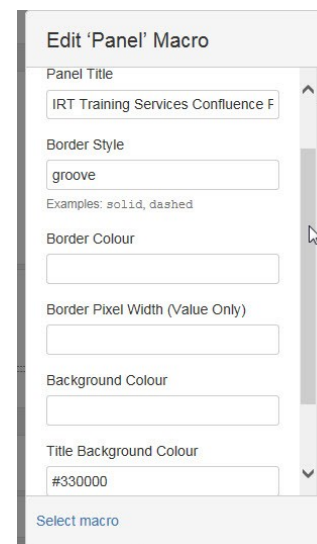 Edit ‘Panel’ Macro
Panel Title
IRT Training Services Confluence F
Border Style
groove
Examples: solid, dashed
Border Colour
Border Pixel Width (Value Only)
Background Colour
Title Background Colour
#330000
Select macro